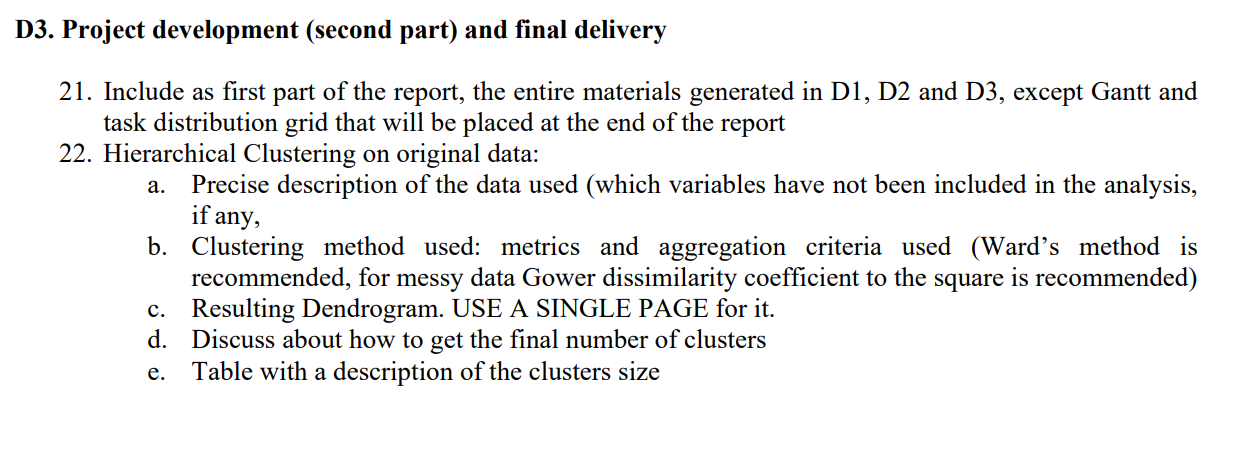 D3. Project development (second part) and final delivery
21. Include as first part of the report, the entire materials generated in D1, D2 and D3, except Gantt and
task distribution grid that will be placed at the end of the report
22. Hierarchical Clustering on original data:
a. Precise description of the data used (which variables have not been included in the analysis,
if any,
b. Clustering method used: metrics and aggregation criteria used (Ward’s method is
recommended, for messy data Gower dissimilarity coefficient to the square is recommended)
c. Resulting Dendrogram. USE A SINGLE PAGE for it.
d. Discuss about how to get the final number of clusters
e. Table with a description of the clusters size